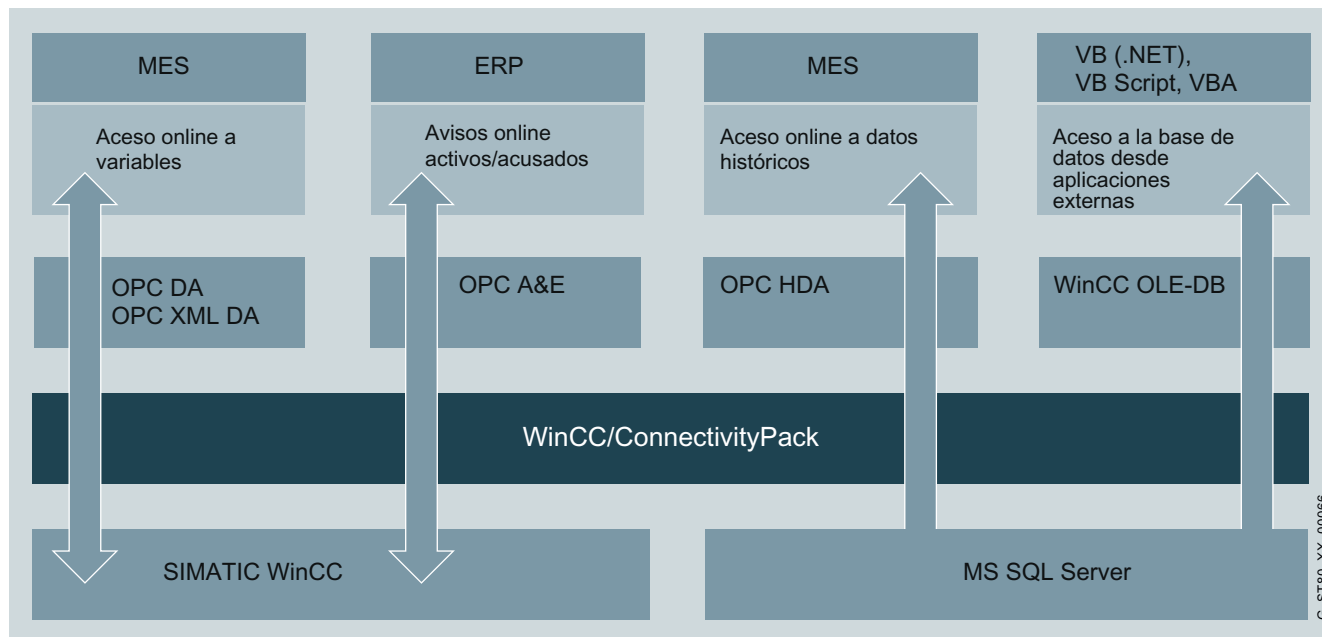 MES
ERP
MES
VB (.NET),
VB Script, VBA
Aceso online a
variables
Avisos online
activos/acusados
Aceso online a datos
históricos
Aceso a la base de
datos desde
aplicaciones
externas
OPC DA
OPC XML DA
OPC A&E
OPC HDA
WinCC OLE-DB
WinCC/ConnectivityPack
SIMATIC WinCC
MS SQL Server
G_ST80_XX_00066